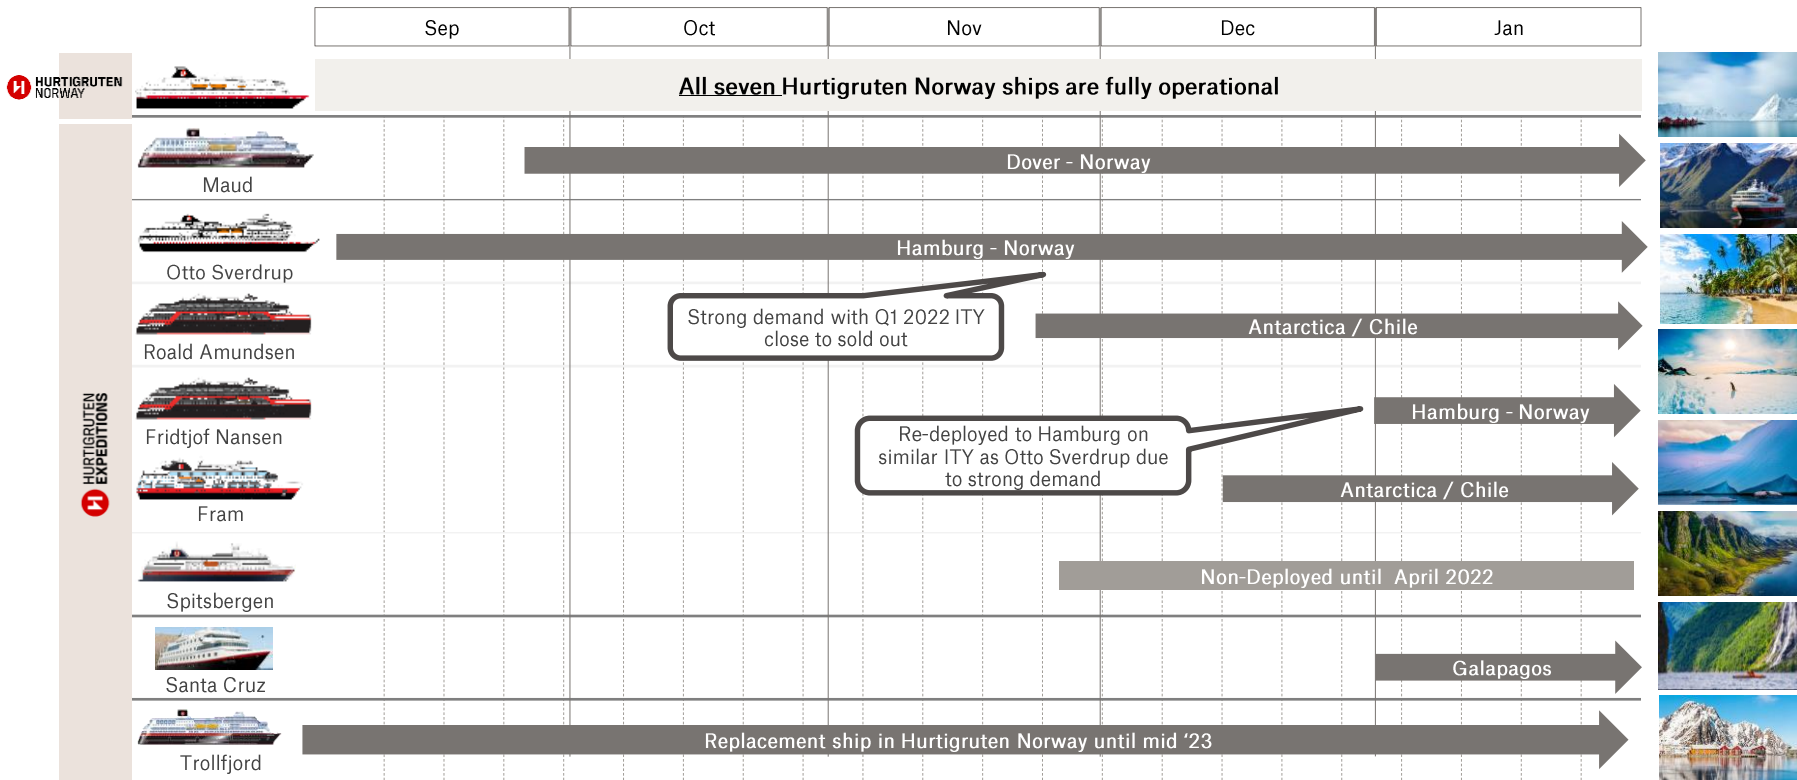 Sep
Oct
Nov
Dec
Jan
HURTIGRUTEN
NORWAY
All seven Hurtigruten Norway ships are fully operational
HURTIGRUTEN
EXPEDITIONS
Dover - Norway
Maud
Hamburg - Norway
Otto Sverdrup
Strong demand with Q1 2022 ITY
close to sold out
Antarctica / Chile
Roald Amundsen
Hamburg - Norway
Fridtjof Nansen
Re-deployed to Hamburg on
similar ITY as Otto Sverdrup due
to strong demand
Antarctica / Chile
Fram
Non-Deployed until  April 2022
Spitsbergen
Galapagos
Santa Cruz
Replacement ship in Hurtigruten Norway until mid ‘23
Trollfjord